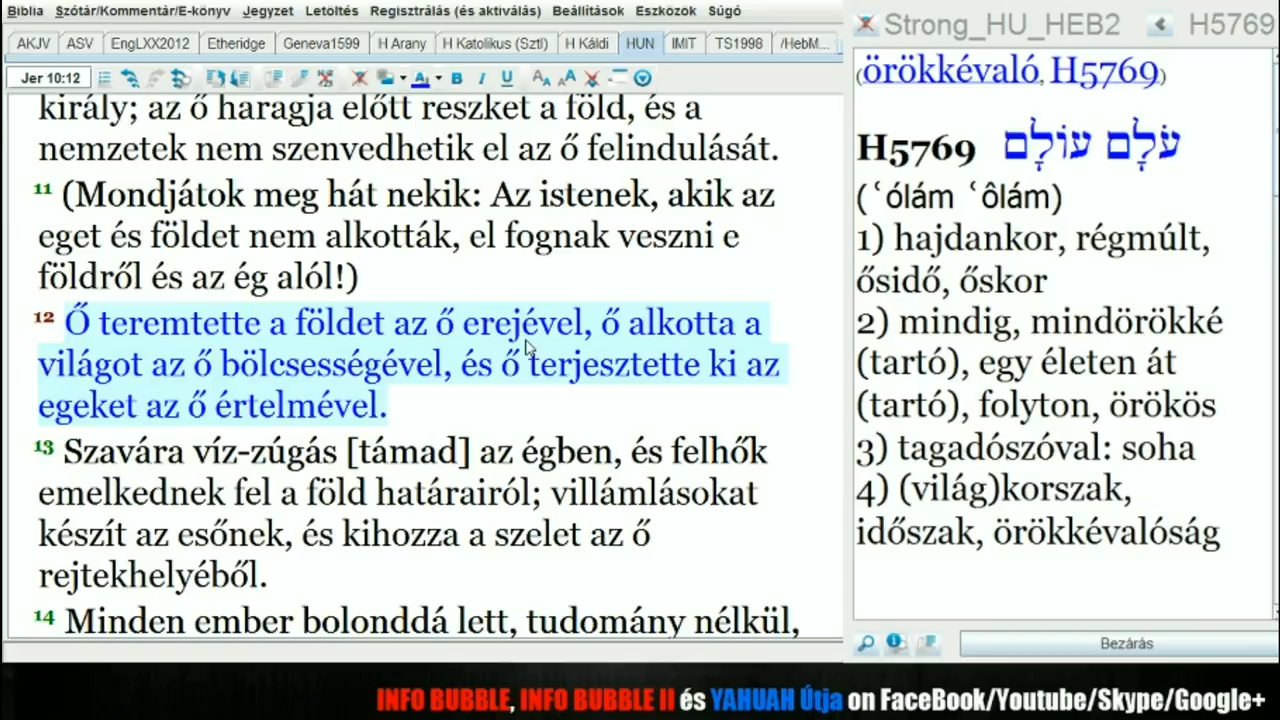 Biblia Szótár/Kommentár/E-könyv Jegyzet Letöltés Regisztrálás (és aktiválás) Beállítások Eszközök Súgó
AKJV ASV EngLXX2012 Etheridge Geneva1599 H Arany H Katolikus (Sztl) H Káldi HUN IMIT TS1998 /HebM...
Jer 10:12
király; az ő haragja előtt reszket a föld, és a
nemzetek nem szenvedhetik el az ő felindulását.
11 (Mondjátok meg hát nekik: Az istenek, akik az
eget és földet nem alkották, el fognak veszni e
földről és az ég alól!)
12 Ő teremtette a földet az ő erejével, ő alkotta a
világot az ő bölcsességével, és ő terjesztette ki az
egeket az ő értelmével.
13 Szavára víz-zúgás [támad] az égben, és felhők
emelkednek fel a föld határairól; villámlásokat
készít az esőnek, és kihozza a szelet az ő
rejtekhelyéből.
14 Minden ember bolonddá lett, tudomány nélkül,
Strong_HU_HEB2 H5769
(örökkévaló, H5769)
H5769 עֹלָם עוֹלָם
(ʿólám ʿôlám)
1) hajdankor, régmúlt,
ősidő, őskor
2) mindig, mindörökké
(tartó), egy életen át
(tartó), folyton, örökös
3) tagadószóval: soha
4) (világ)korszak,
időszak, örökkévalóság
Bezárás
INFO BUBBLE, INFO BUBBLE II és YAHUAH Útja on FaceBook/Youtube/Skype/Google+